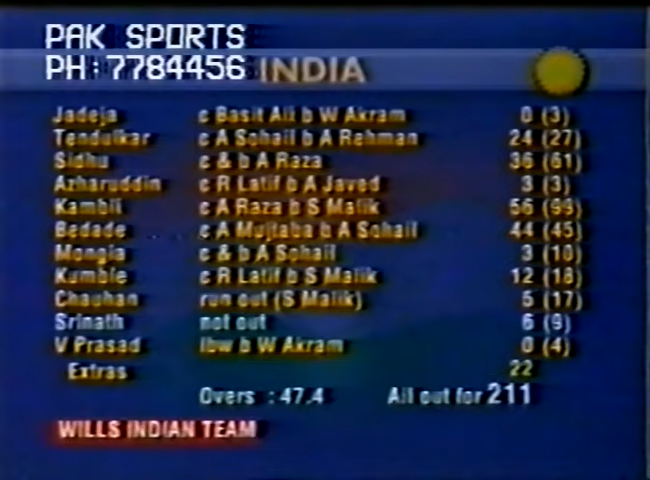 PAK SPORTS
PH:7784456 INDIA
Jadeja c Basit Ali b W Akram 0 (3)
Tendulkar c A Sohail b A Rehman 24 (27)
Sidhu c & b A Raza 36 (61)
Azharuddin c R Latif b A Javed 3 (3)
Kambli c A Raza b S Malik 56 (99)
Bedade c A Mujtaba b A Sohail 44 (45)
Mongia c & b A Sohail 3 (10)
Kumble c R Latif b S Malik 12 (18)
Chauhan run out (S Malik) 5 (17)
Srinath not out 6 (9)
V Prasad lbw b W Akram 0 (4)
Extras 22
Overs : 47.4 All out for 211
WILLS INDIAN TEAM